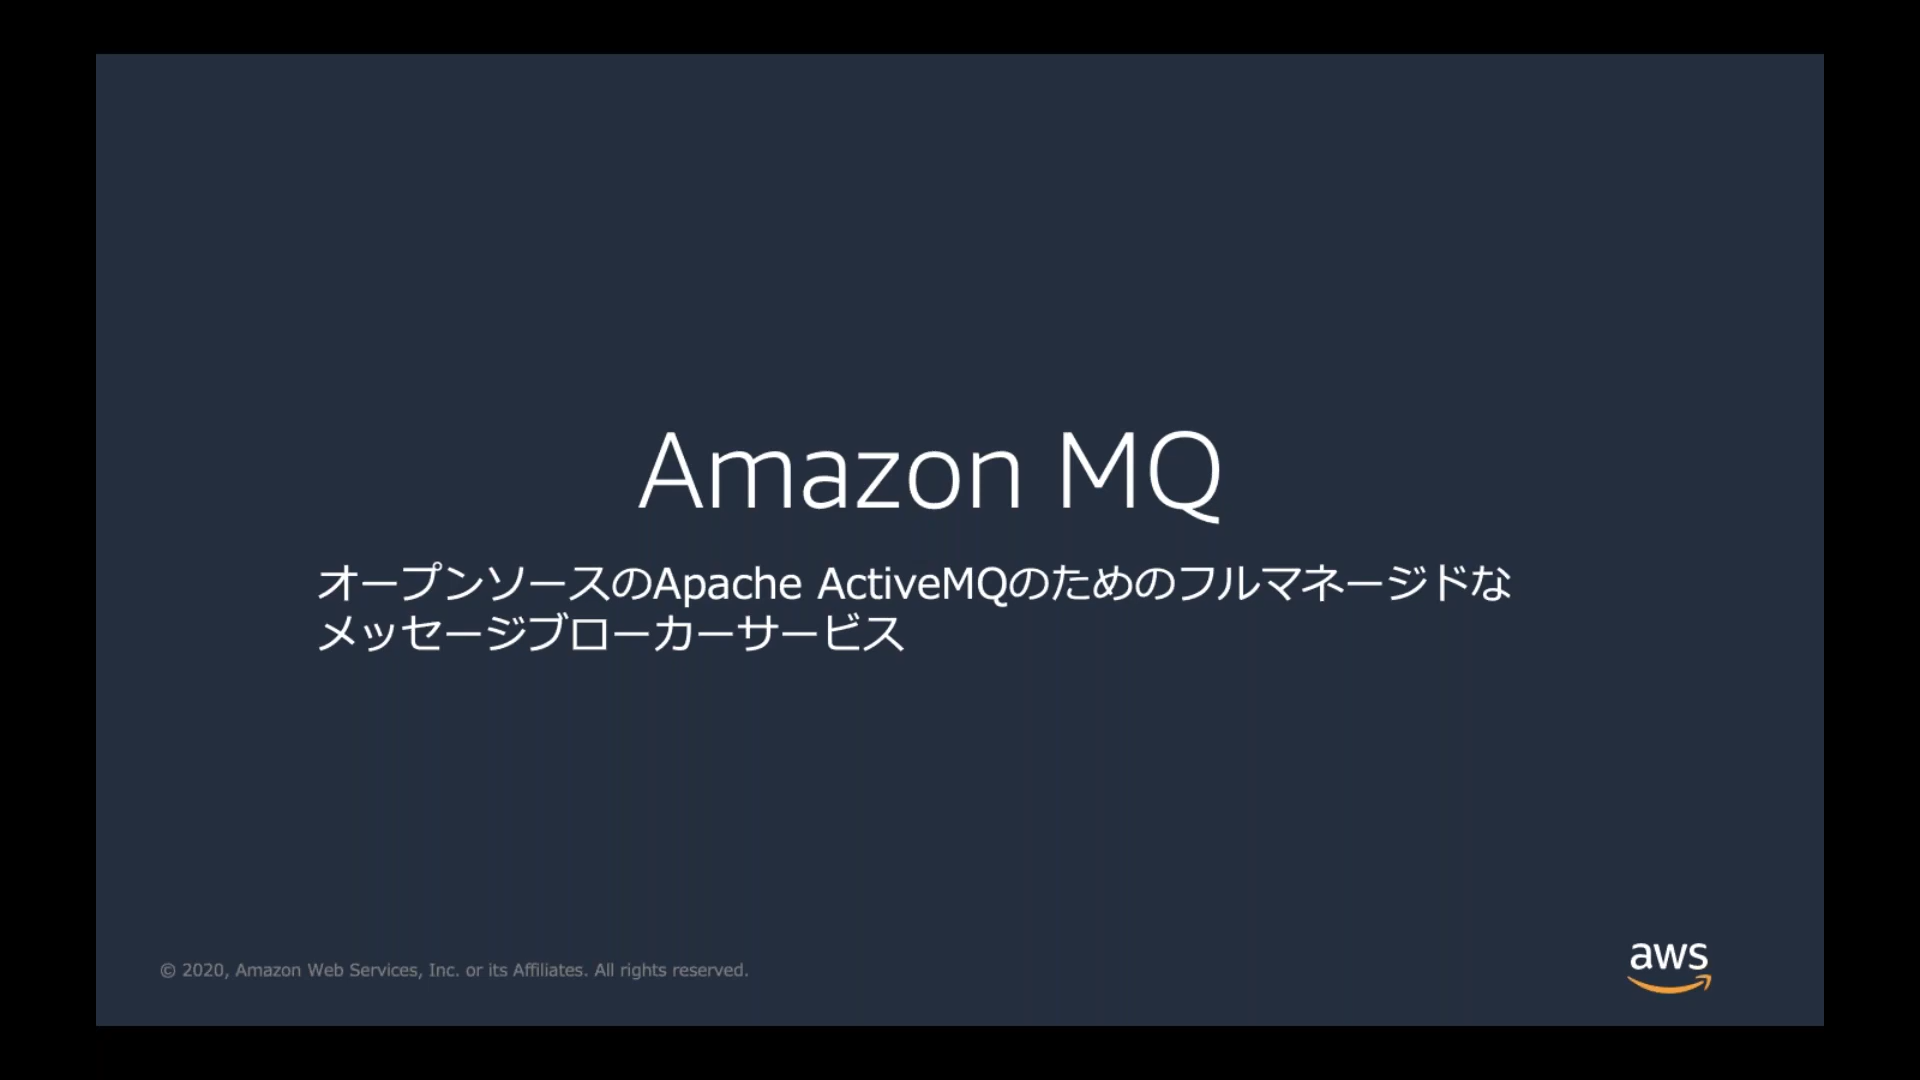 Amazon MQ
オープンソースのApache ActiveMQのためのフルマネージドな
メッセージブローカーサービス
© 2020, Amazon Web Services, Inc. or its Affiliates. All rights reserved.
aws